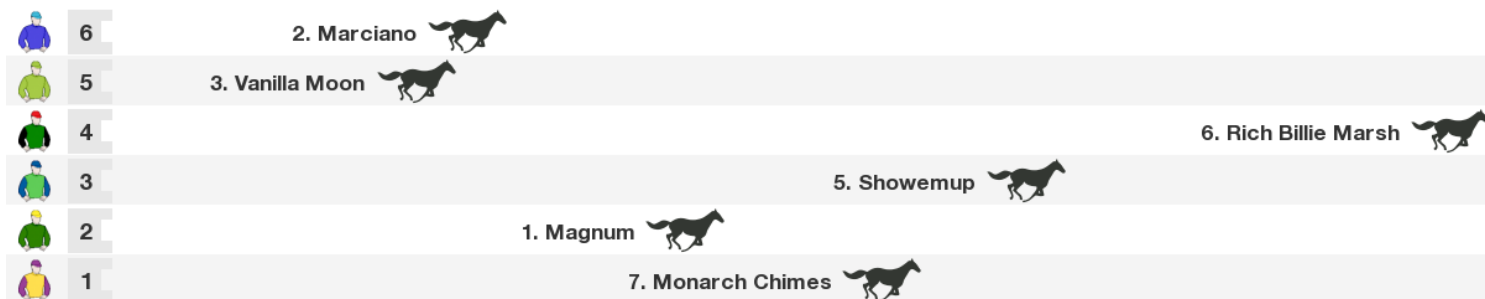 6 2. Marciano
5 3. Vanilla Moon
4 6. Rich Billie Marsh
3 5. Showemup
2 1. Magnum
1 7. Monarch Chimes